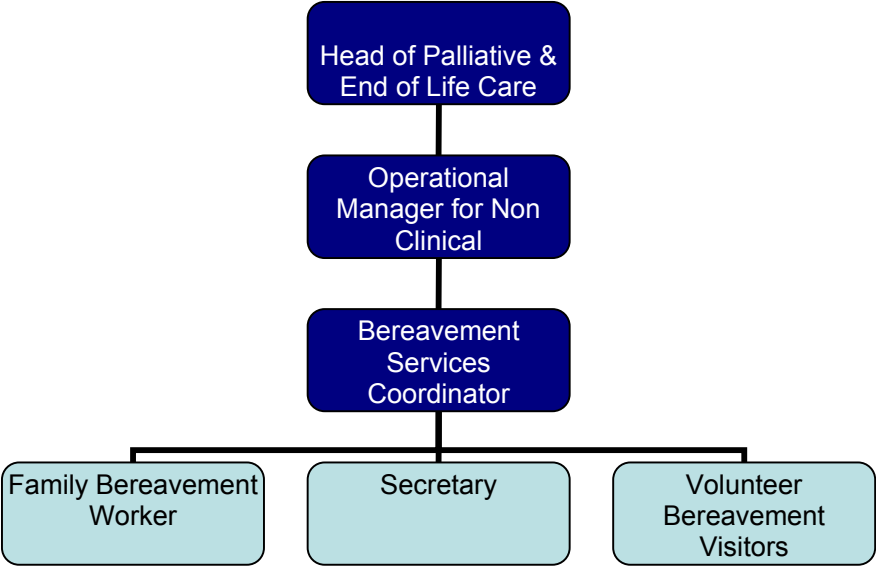 Head of Palliative &
End of Life Care
Operational
Manager for Non
Clinical
Bereavement
Services
Coordinator
Family Bereavement
Worker
Secretary
Volunteer
Bereavement
Visitors